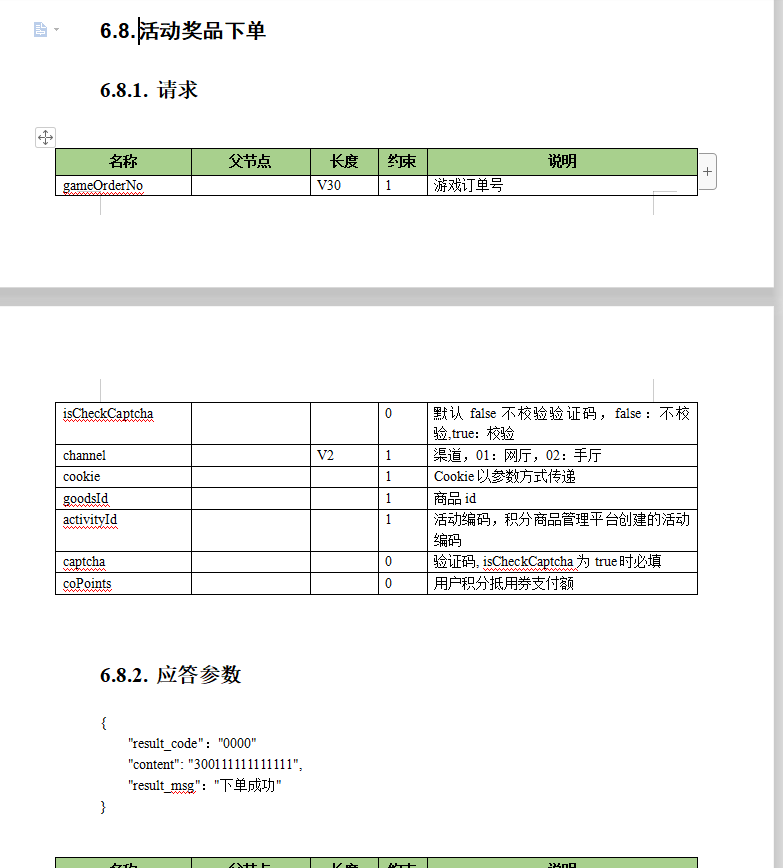 6.8.活动奖品下单
6.8.1. 请求
名称 父节点 长度 约束 说明
gameOrderNo V30 1 游戏订单号
isCheckCaptcha 0 默认 false 不校验验证码，false：不校
验,true：校验
channel V2 1 渠道，01：网厅，02：手厅
cookie 1 Cookie 以参数方式传递
goodsId 1 商品 id
activityId 1 活动编码，积分商品管理平台创建的活动
编码
captcha 0 验证码, isCheckCaptcha 为 true 时必填
coPoints 0 用户积分抵用券支付额
6.8.2. 应答参数
{
"result_code"："0000"
"content": "300111111111111",
"result_msg"："下单成功"
}
名称 父节点 长度 约束 说明